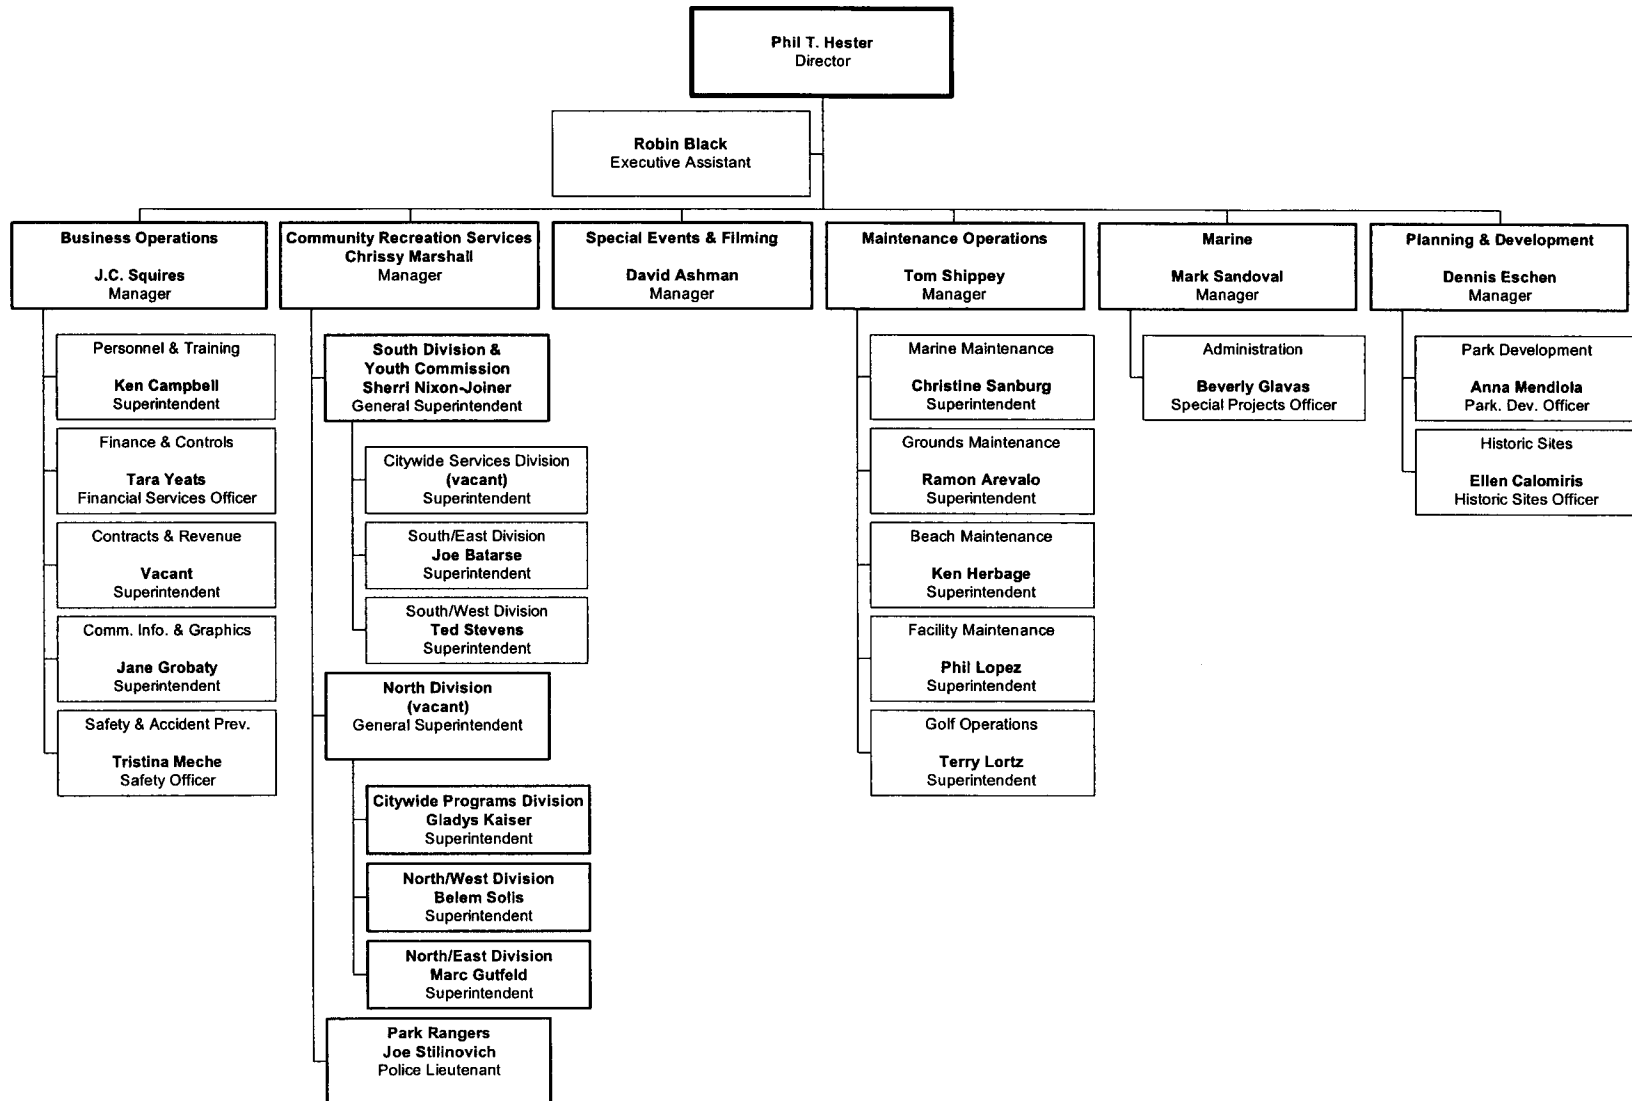 Phil T. Hester
Director
Robin Black
Executive Assistant
Business Operations
J.C. Squires
Manager
Community Recreation Services
Chrissy Marshall
Manager
Special Events & Filming
David Ashman
Manager
Maintenance Operations
Tom Shippey
Manager
Marine
Mark Sandoval
Manager
Planning & Development
Dennis Eschen
Manager
Personnel & Training
Ken Campbell
Superintendent
Finance & Controls
Tara Yeats
Financial Services Officer
Contracts & Revenue
Vacant
Superintendent
Comm. Info. & Graphics
Jane Grobaty
Superintendent
Safety & Accident Prev.
Tristina Meche
Safety Officer
South Division &
Youth Commission
Sherri Nixon-Joiner
General Superintendent
Citywide Services Division
(vacant)
Superintendent
South/East Division
Joe Batarse
Superintendent
South/West Division
Ted Stevens
Superintendent
North Division
(vacant)
General Superintendent
Citywide Programs Division
Gladys Kaiser
Superintendent
North/West Division
Belem Solis
Superintendent
North/East Division
Marc Gutfeld
Superintendent
Park Rangers
Joe Stilinovich
Police Lieutenant
Marine Maintenance
Christine Sanburg
Superintendent
Grounds Maintenance
Ramon Arevalo
Superintendent
Beach Maintenance
Ken Herbage
Superintendent
Facility Maintenance
Phil Lopez
Superintendent
Golf Operations
Terry Lortz
Superintendent
Administration
Beverly Glavas
Special Projects Officer
Park Development
Anna Mendiola
Park. Dev. Officer
Historic Sites
Ellen Calomiris
Historic Sites Officer